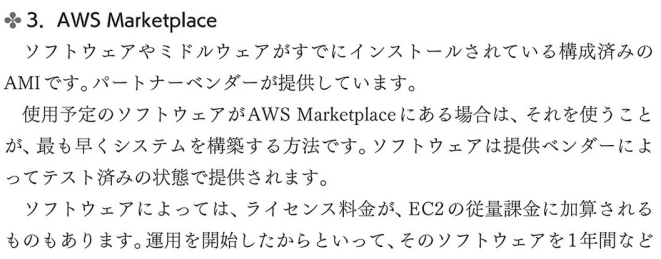 ✤ 3. AWS Marketplace
ソフトウェアやミドルウェアがすでにインストールされている構成済みの
AMIです。パートナーベンダーが提供しています。
使用予定のソフトウェアがAWS Marketplaceにある場合は、それを使うこと
が、最も早くシステムを構築する方法です。ソフトウェアは提供ベンダーによ
ってテスト済みの状態で提供されます。
ソフトウェアによっては、ライセンス料金が、EC2の従量課金に加算される
ものもあります。運用を開始したからといって、そのソフトウェアを1年間など